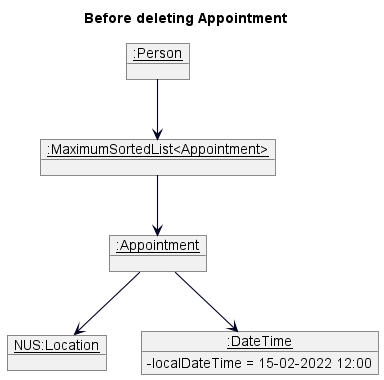 Before deleting Appointment
:Person
:MaximumSortedList<Appointment>
:Appointment
NUS:Location
:DateTime
-localDateTime = 15-02-2022 12:00